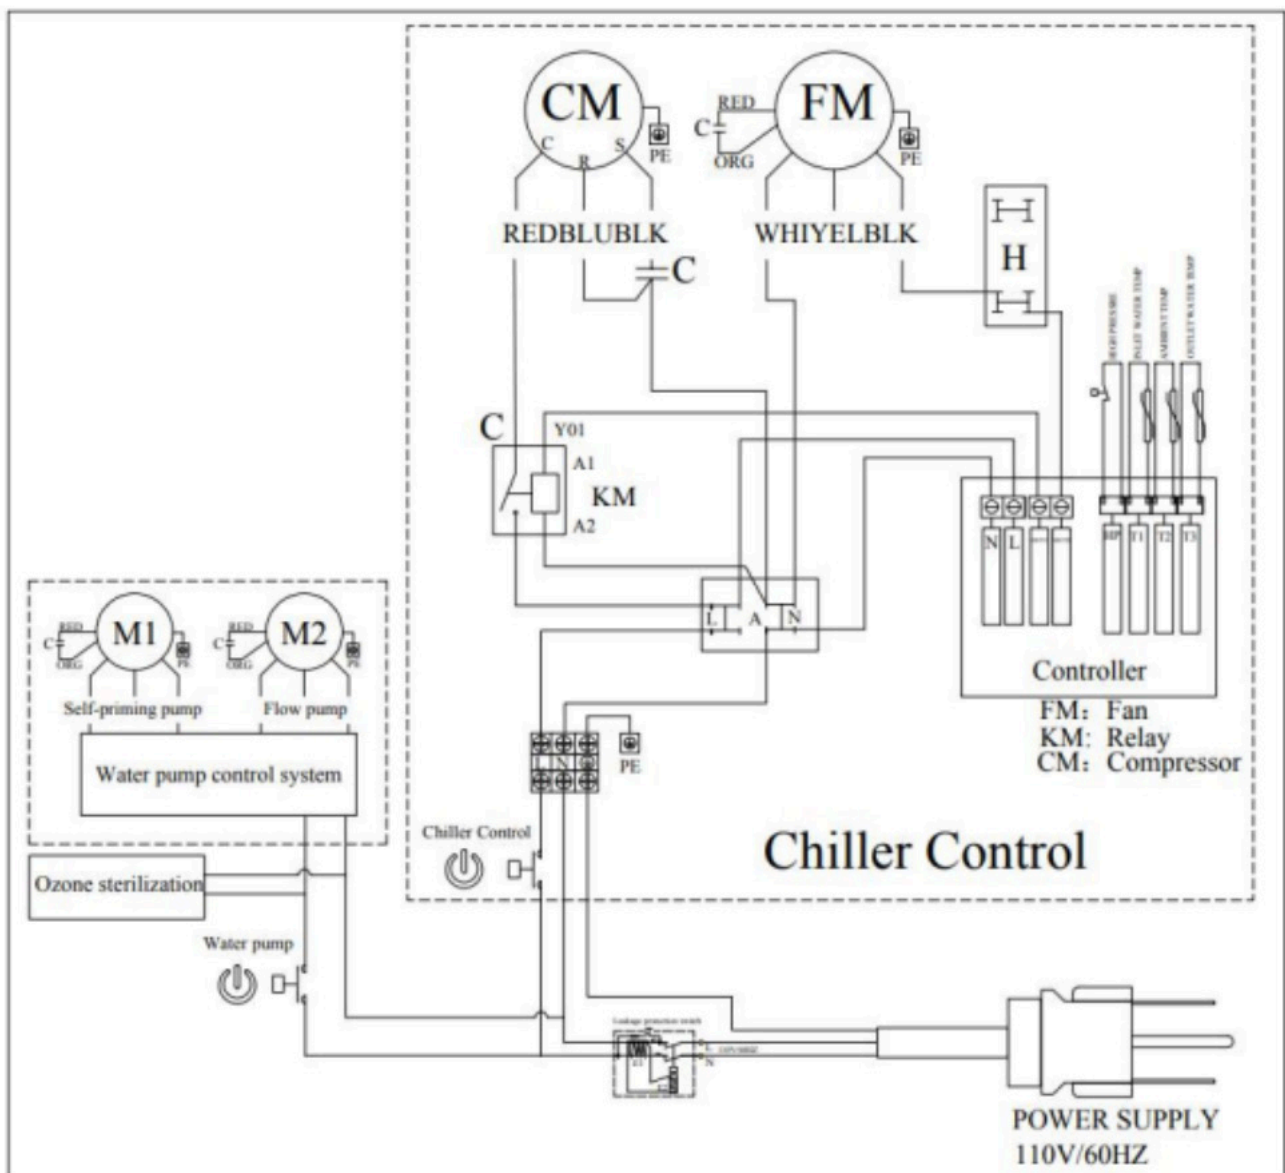 CM
FM
C
R
S
PE
RED
C
ORG
PE
REDBLUBLK
WHIYELBLK
C
H
HIGH PRESSURE
INLET WATER TEMP
AMBIENT TEMP
OUTLET WATER TEMP
C
Y01
A1
KM
A2
N
L
HP
T1
T2
T3
L
A
N
Controller
FM: Fan
KM: Relay
CM: Compressor
M1
RED
C
ORG
PE
M2
RED
C
ORG
PE
Self-priming pump
Flow pump
Water pump control system
L
N
PE
Chiller Control
Chiller Control
Ozone sterilization
Water pump
Leakage protection switch
L
110V/60HZ
N
POWER SUPPLY
110V/60HZ